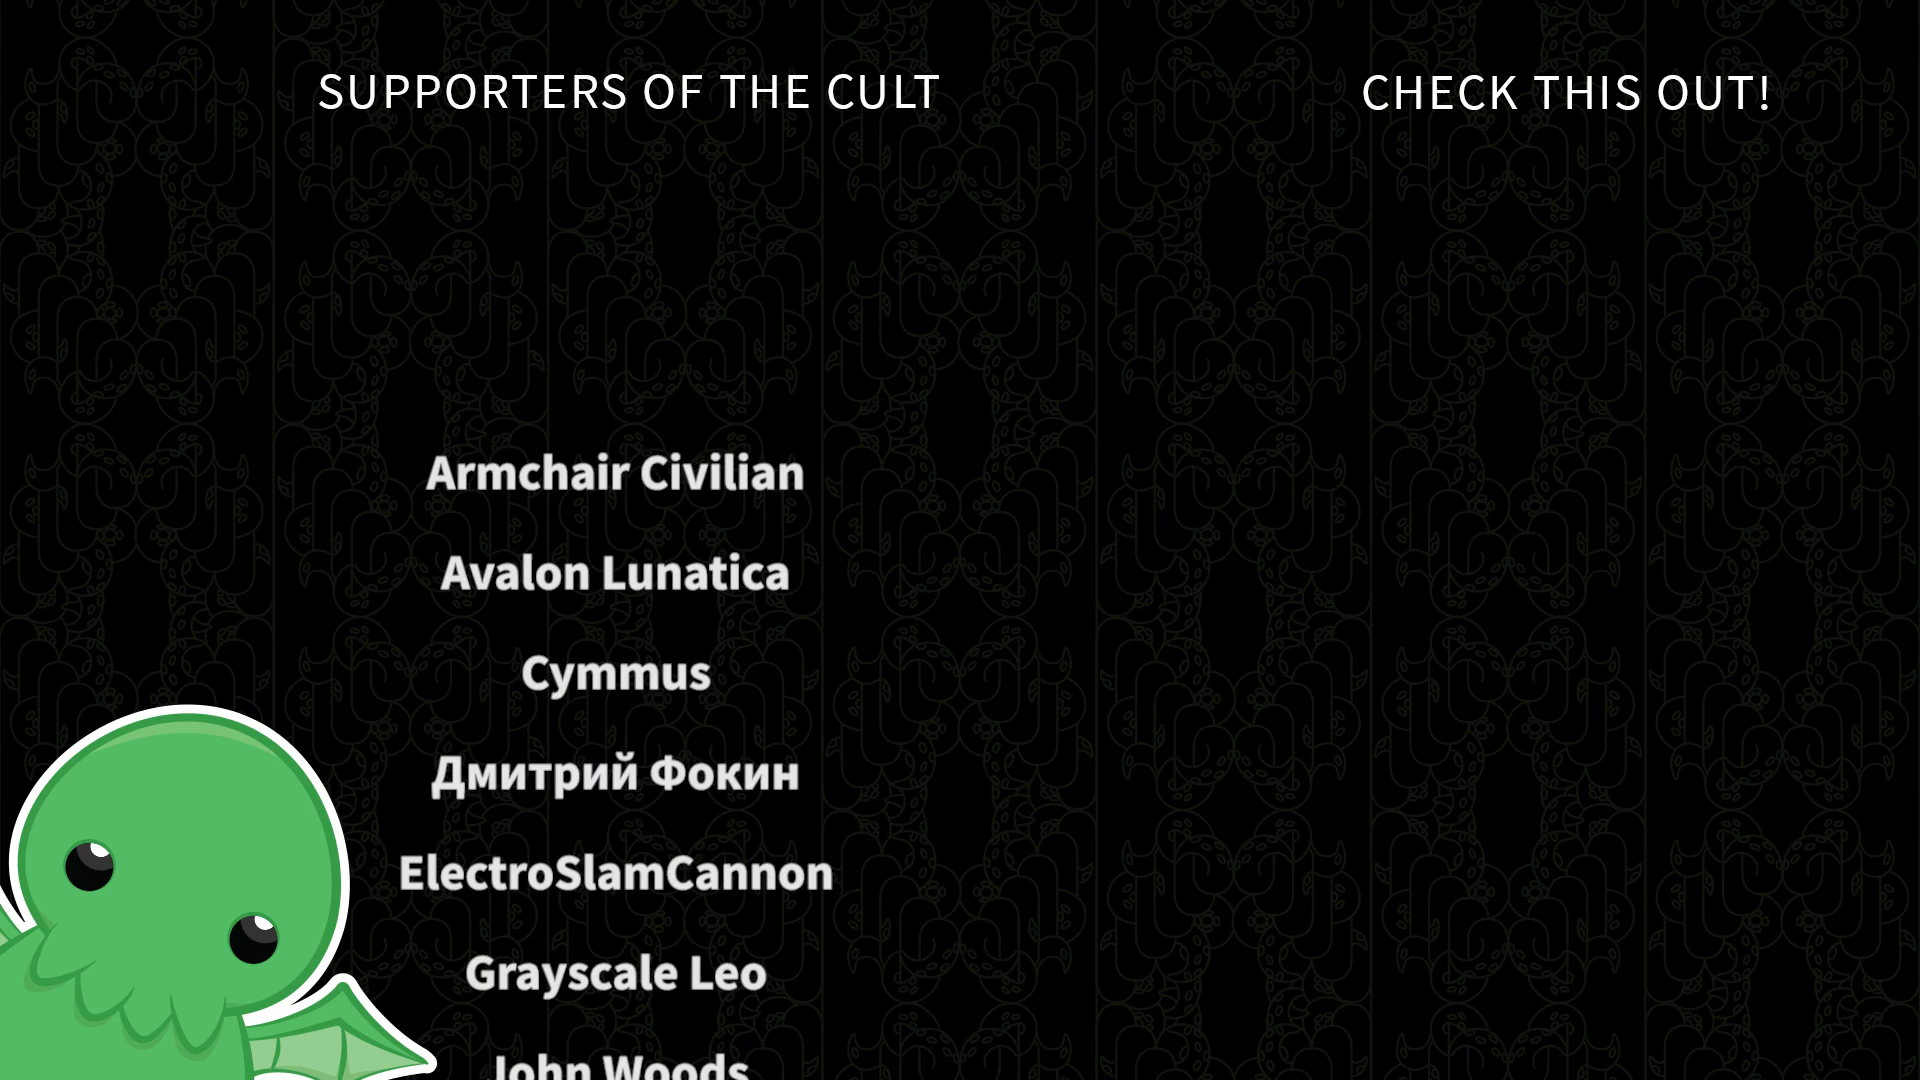 SUPPORTERS OF THE CULT
CHECK THIS OUT!
Armchair Civilian
Avalon Lunatica
Cymmus
Дмитрий Фокин
ElectroSlamCannon
Grayscale Leo
John Woods